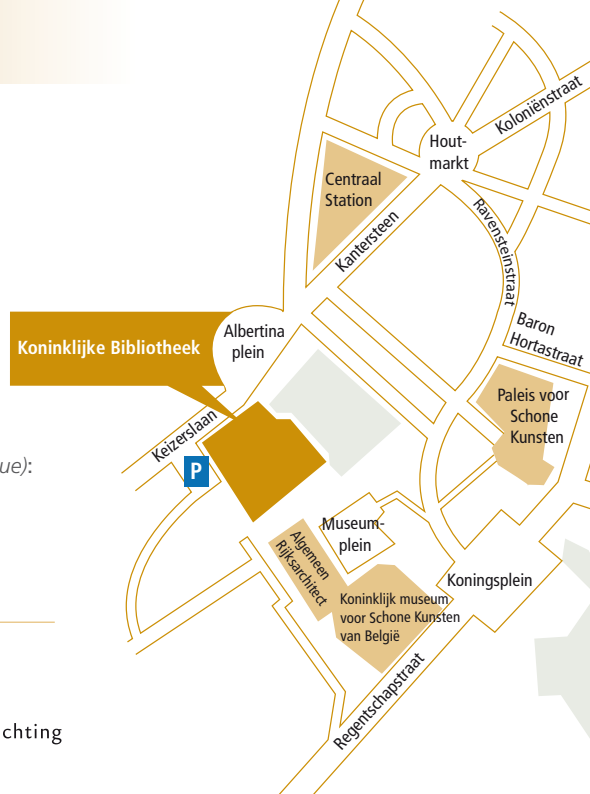 Koloniënstraat
Hout-
markt
Centraal
Station
Kantersteen
Ravensteinstraat
Baron
Hortastraat
Albertina
plein
Koninklijke Bibliotheek
Paleis voor
Schone
Kunsten
Keizerslaan
P
ue):
Museum-
plein
Algemeen
Rijksarchitect
Koningsplein
Koninklijk museum
voor Schone Kunsten
van België
Regentschapstraat
chting